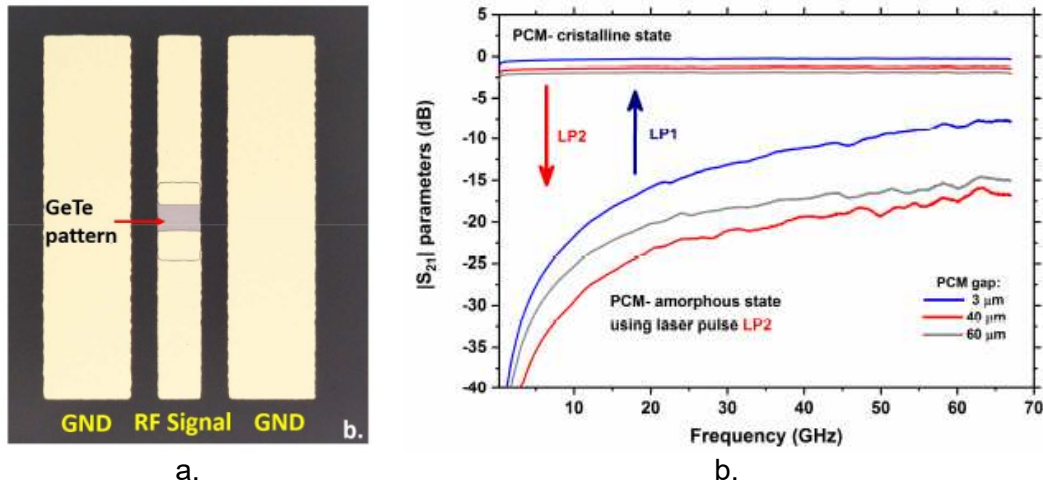 GeTe
pattern
GND RF Signal GND
b.
a.
5
0
-5
-10
-15
-20
-25
-30
-35
-40
|S21| parameters (dB)
PCM- cristalline state
LP2
LP1
PCM- amorphous state
using laser pulse LP2
PCM gap:
3 μm
40 μm
60 μm
10 20 30 40 50 60 70
Frequency (GHz)
b.